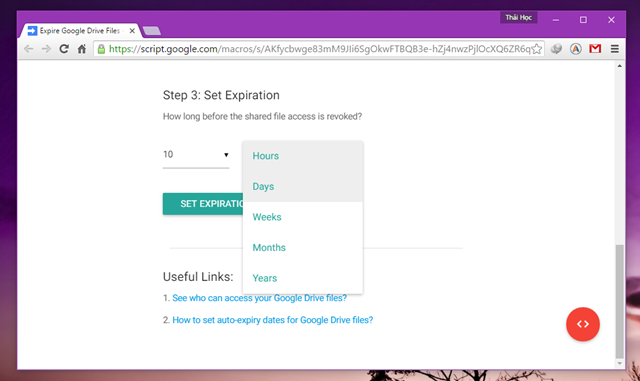 Thái Học
Expire Google Drive Files
https://script.google.com/macros/s/AKfycbwge83mM9JIi6SgOkwFTBQB3e-hZj4nwzPjlOcXQ6ZR6q
Step 3: Set Expiration
How long before the shared file access is revoked?
10
Hours
Days
SET EXPIRATIO
Weeks
Months
Years
Useful Links:
1. See who can access your Google Drive files?
2. How to set auto-expiry dates for Google Drive files?